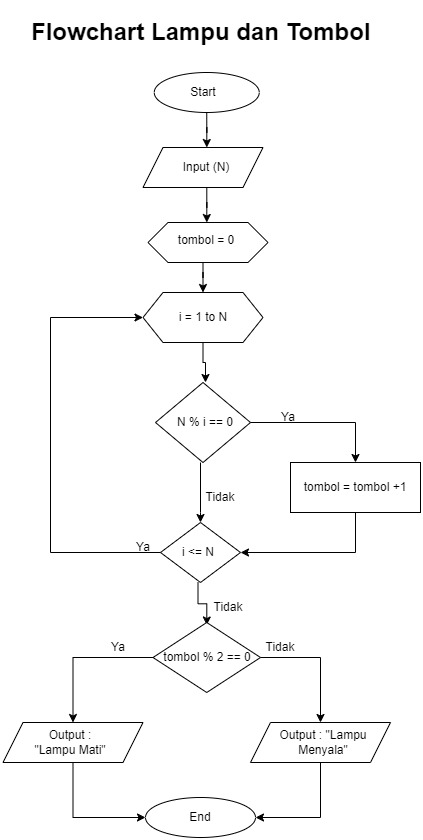 Flowchart Lampu dan Tombol
Start
Input (N)
tombol = 0
i = 1 to N
N % i == 0
Ya
tombol = tombol +1
Tidak
Ya
i <= N
Tidak
Ya
tombol % 2 == 0
Tidak
Output :
"Lampu Mati"
Output : "Lampu
Menyala"
End